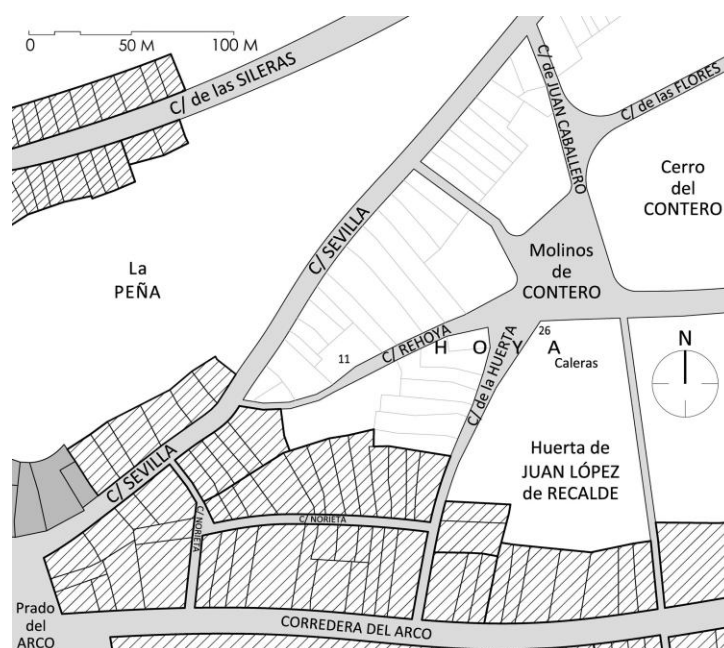 0 50 M 100 M
C/ de las SILERAS
C/ de JUAN CABALLERO
C/ de las FLORES
Cerro
del
CONTERO
La
PEÑA
C/ SEVILLA
Molinos
de
CONTERO
C/ REHOYA
11
26
H O Y A
Caleras
N
C/ de la HUERTA
Huerta de
JUAN LÓPEZ
de RECALDE
C/ SEVILLA
C/ NORIETA
C/ NORIETA
Prado
del
ARCO
CORREDERA DEL ARCO